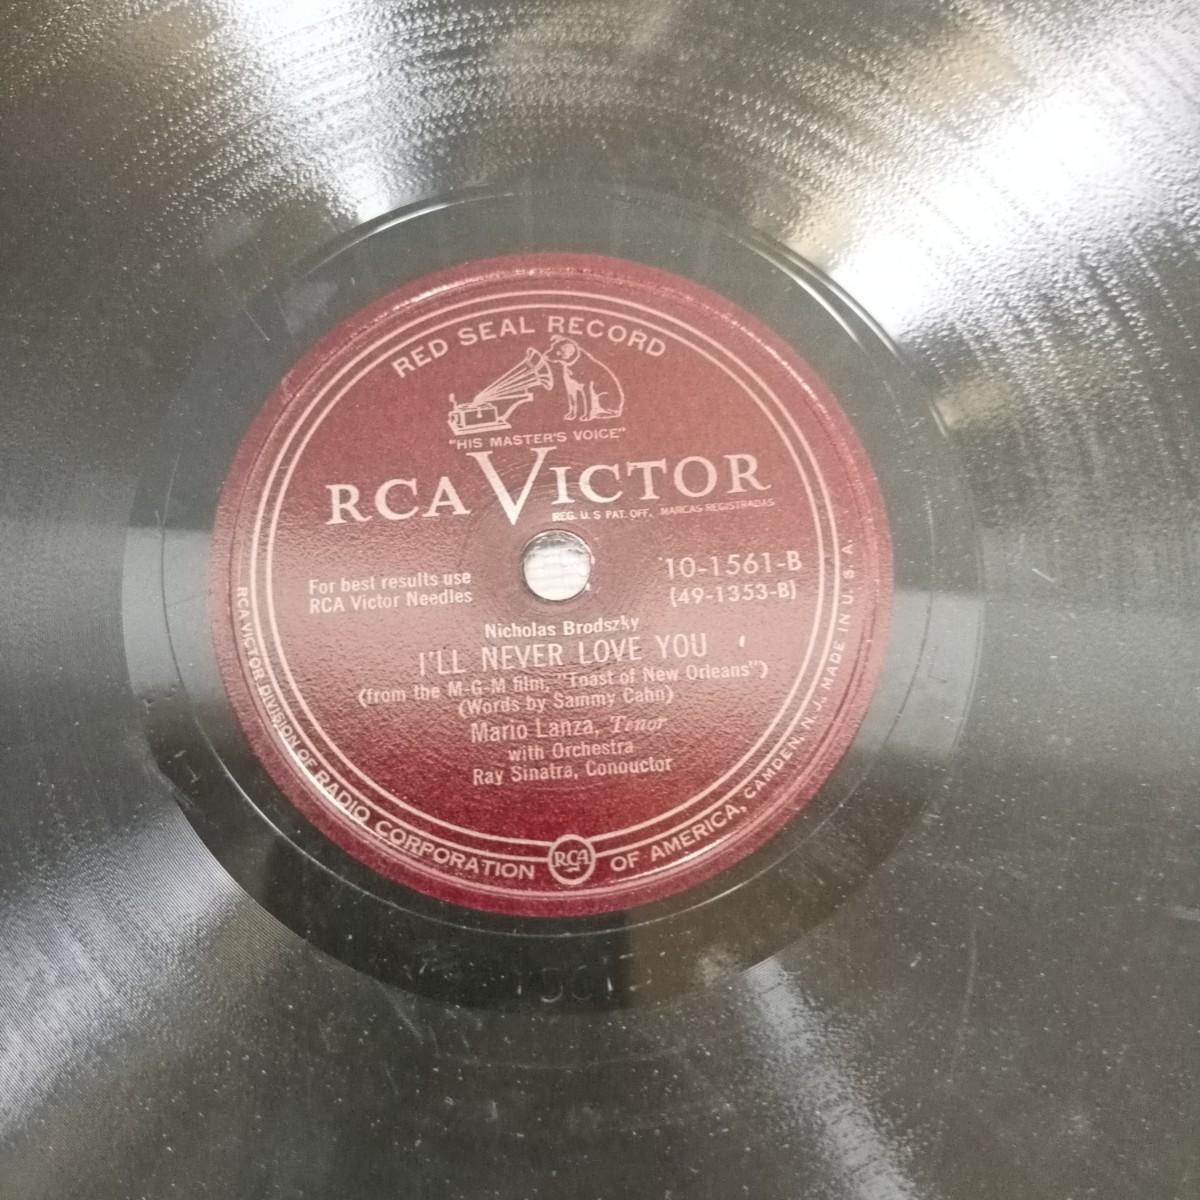 RED SEAL RECORD
"HIS MASTER'S VOICE"
RCA VICTOR
REG. U. S PAT. OFF. MARCAS REGISTRADAS
For best results use
RCA Victor Needles
10-1561-B
(49-1353-B)
Nicholas Brodszky
I'LL NEVER LOVE YOU
(from the M-G-M film, "Toast of New Orleans")
(Words by Sammy Cahn)
Mario Lanza, Tenor
with Orchestra
Ray Sinatra, Conductor
RCA VICTOR DIVISION OF RADIO CORPORATION OF AMERICA, CAMDEN, N. J. MADE IN U. S. A.
RCA